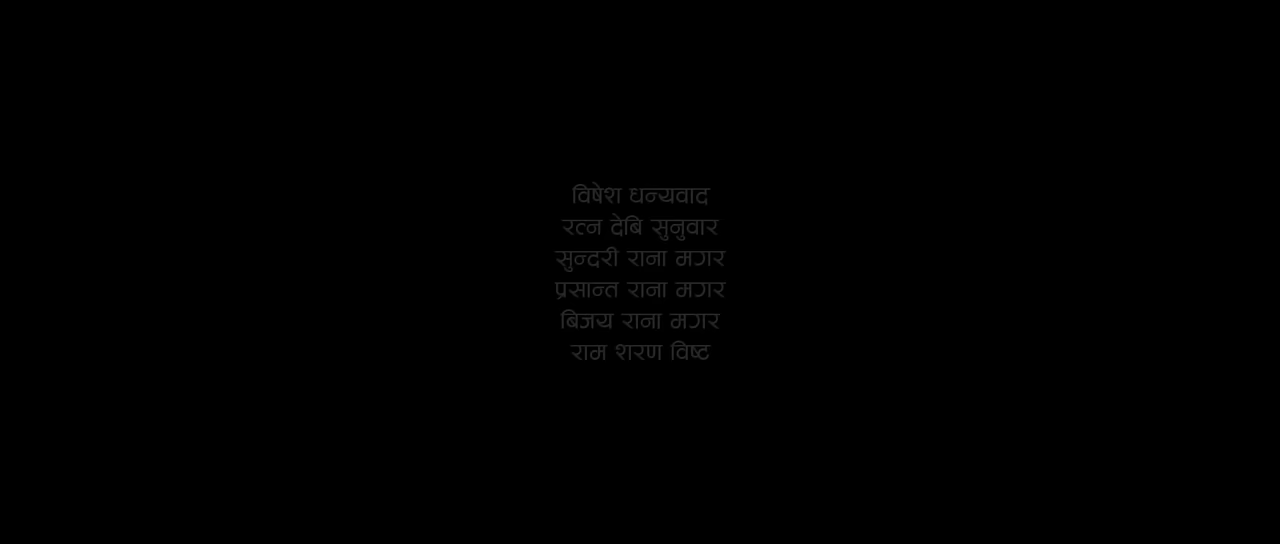 विषेश धन्यवाद
रत्न देबि सुनुवार
सुन्दरी राना मगर
प्रसान्त राना मगर
बिजय राना मगर
राम शरण विष्ट